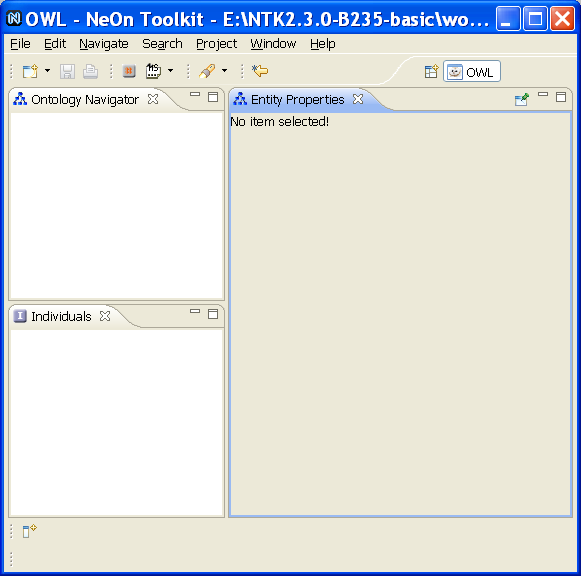 OWL - NeOn Toolkit - E:\NTK2.3.0-B235-basic\wo...
File Edit Navigate Search Project Window Help
OWL
Ontology Navigator
Entity Properties
No item selected!
Individuals